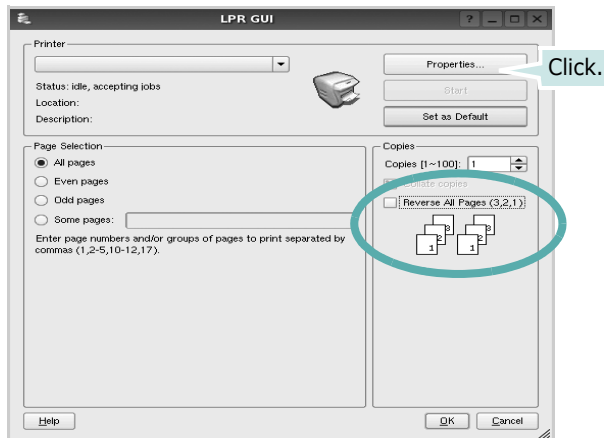 LPR GUI
Printer
Properties...
Click.
Status: idle, accepting jobs
Start
Location:
Description:
Set as Default
Page Selection
Copies
All pages
Copies [1~100]: 1
Even pages
Collate copies
Odd pages
Reverse All Pages (3,2,1)
Some pages:
Enter page numbers and/or groups of pages to print separated by
commas (1,2-5,10-12,17).
3 3
2 2
1 1
Help
OK Cancel